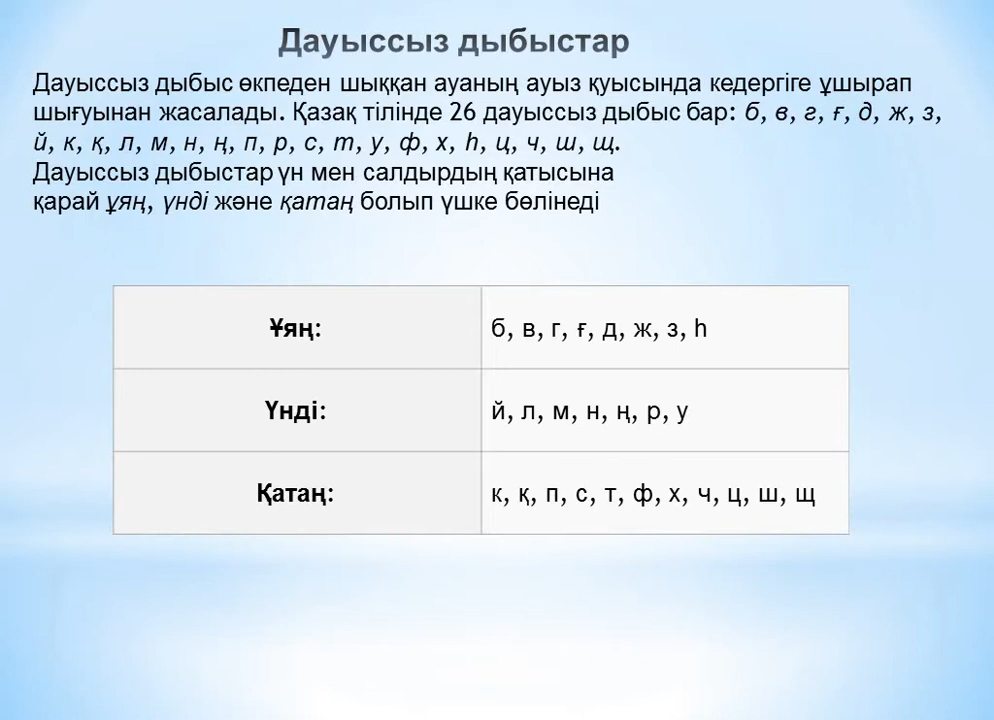 Дауыссыз дыбыстар
Дауыссыз дыбыс өкпеден шыққан ауаның ауыз қуысында кедергіге ұшырап
шығуынан жасалады. Қазақ тілінде 26 дауыссыз дыбыс бар: б, в, г, ғ, д, ж, з,
й, к, қ, л, м, н, ң, п, р, с, т, у, ф, х, һ, ц, ч, ш, щ.
Дауыссыз дыбыстар үн мен салдырдың қатысына
қарай ұяң, үнді және қатаң болып үшке бөлінеді
Ұяң: б, в, г, ғ, д, ж, з, һ
Үнді: й, л, м, н, ң, р, у
Қатаң: к, қ, п, с, т, ф, х, ч, ц, ш, щ